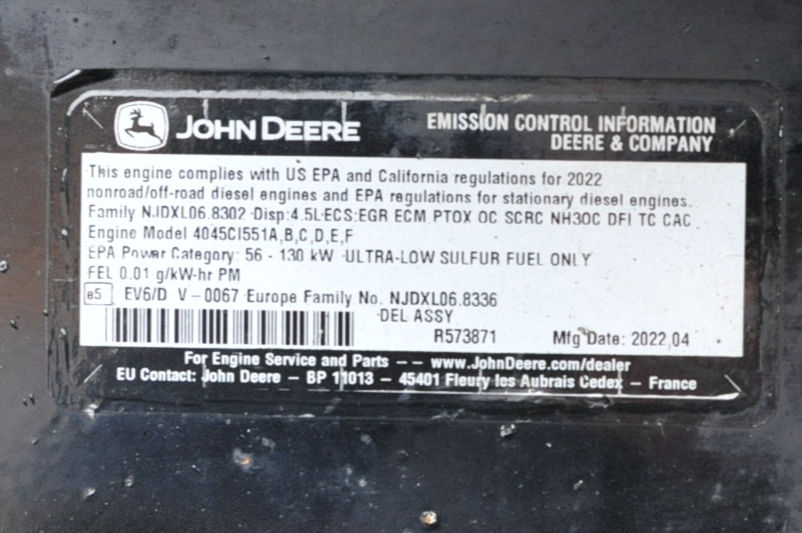 JOHN DEERE
EMISSION CONTROL INFORMATION
DEERE & COMPANY
This engine complies with US EPA and California regulations for 2022
nonroad/off-road diesel engines and EPA regulations for stationary diesel engines.
Family NJDXL06.8302 Disp:4.5L ECS:EGR ECM PTOX OC SCRC NH3OC DFI TC CAC
Engine Model 4045CI551A,B,C,D,E,F
EPA Power Category: 56 - 130 kW ULTRA-LOW SULFUR FUEL ONLY
FEL 0.01 g/kW-hr PM
e5 EV6/D V-0067 Europe Family No. NJDXL06.8336
DEL ASSY
R573871 Mfg Date: 2022.04
For Engine Service and Parts -- www.JohnDeere.com/dealer
EU Contact: John Deere - BP 11013 - 45401 Fleury les Aubrais Cedex - France